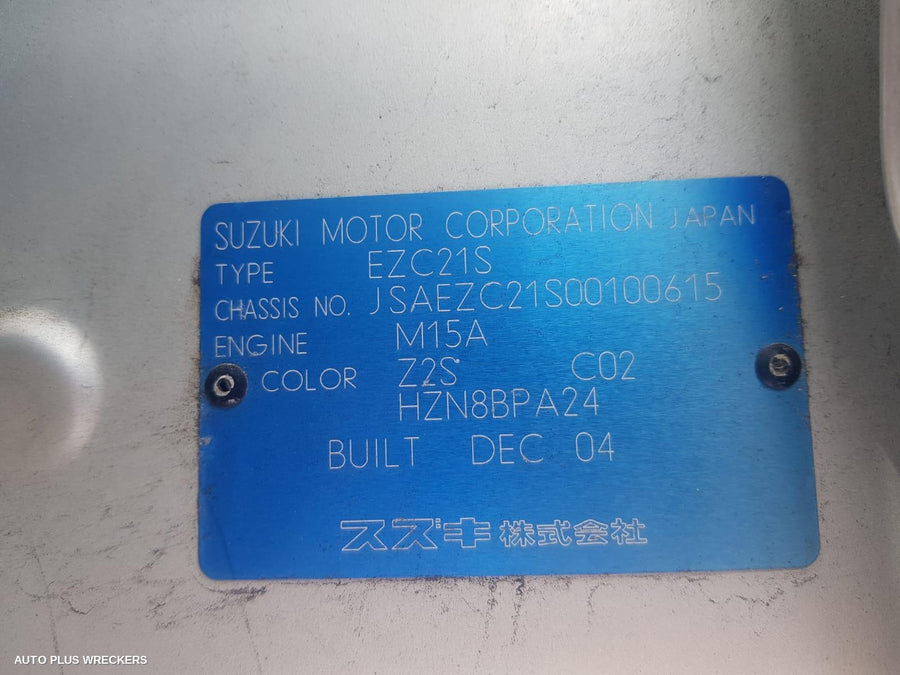 SUZUKI MOTOR CORPORATION JAPAN
TYPE EZC21S
CHASSIS NO. JSAEZC21S00100615
ENGINE M15A
COLOR Z2S C02
HZN8BPA24
BUILT DEC 04
スズキ株式会社
AUTO PLUS WRECKERS